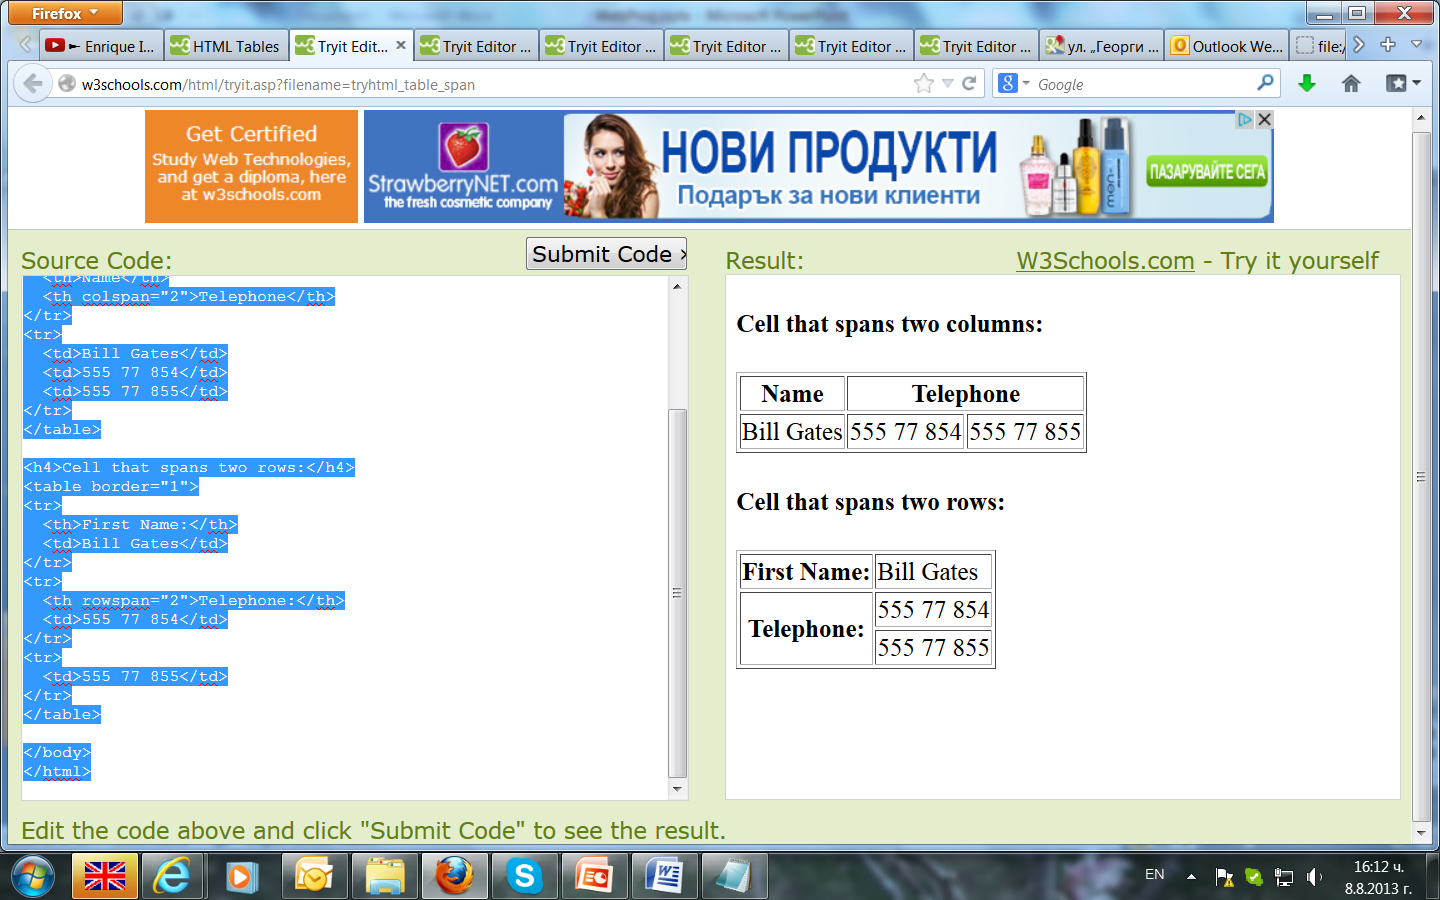 Firefox
Enrique I...
HTML Tables
Tryit Edit...
Tryit Editor ...
Tryit Editor ...
Tryit Editor ...
Tryit Editor ...
Tryit Editor ...
ул. „Георги ...
Outlook We...
file:/
w3schools.com/html/tryit.asp?filename=tryhtml_table_span
Google
Get Certified
Study Web Technologies,
and get a diploma, here
at w3schools.com
StrawberryNET.com
the fresh cosmetic company
НОВИ ПРОДУКТИ
Подарък за нови клиенти
ПАЗАРУВАЙТЕ СЕГА
Source Code:
Submit Code ›
Result:
W3Schools.com - Try it yourself
<th>Name</th>
<th colspan="2">Telephone</th>
</tr>
<tr>
<td>Bill Gates</td>
<td>555 77 854</td>
<td>555 77 855</td>
</tr>
</table>
<h4>Cell that spans two rows:</h4>
<table border="1">
<tr>
<th>First Name:</th>
<td>Bill Gates</td>
</tr>
<tr>
<th rowspan="2">Telephone:</th>
<td>555 77 854</td>
</tr>
<tr>
<td>555 77 855</td>
</tr>
</table>
</body>
</html>
Cell that spans two columns:
Name Telephone
Bill Gates 555 77 854 555 77 855
Cell that spans two rows:
First Name: Bill Gates
Telephone: 555 77 854
555 77 855
Edit the code above and click "Submit Code" to see the result.
EN
16:12 ч.
8.8.2013 г.